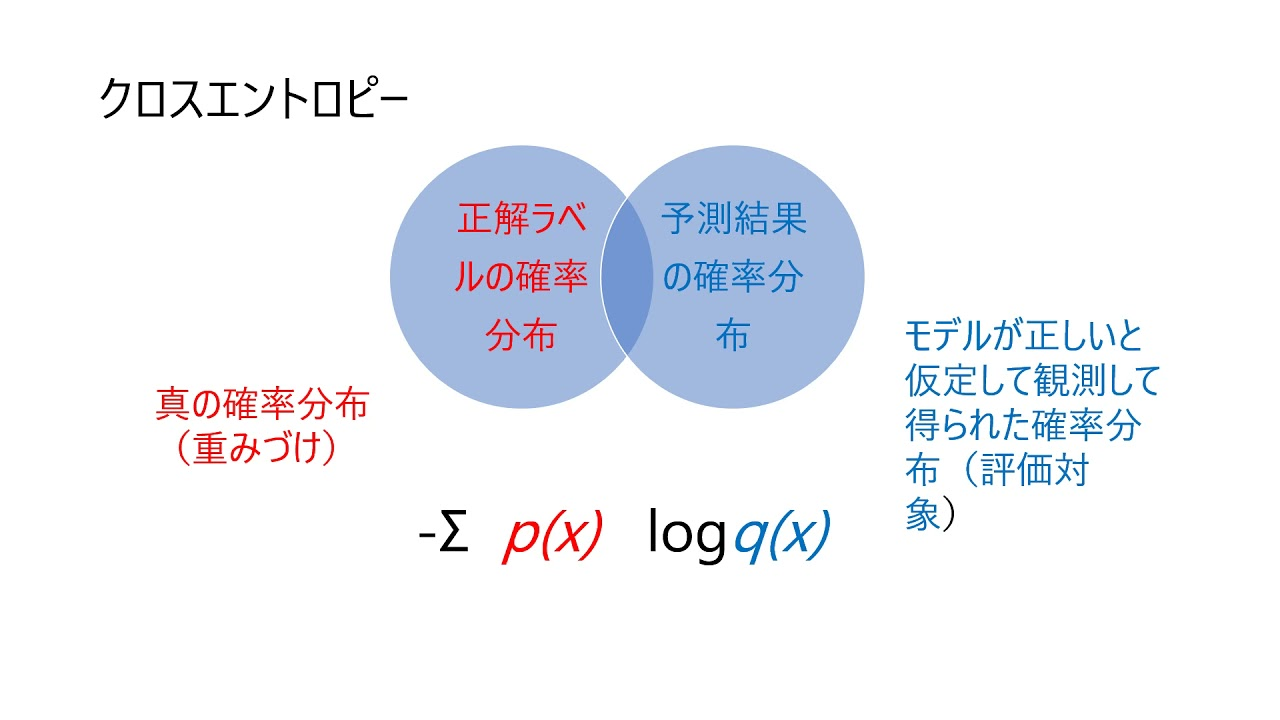 クロスエントロピー
正解ラベ
ルの確率
分布
予測結果
の確率分
布
真の確率分布
（重みづけ）
モデルが正しいと
仮定して観測して
得られた確率分
布（評価対
象）
-Σ p(x) log q(x)